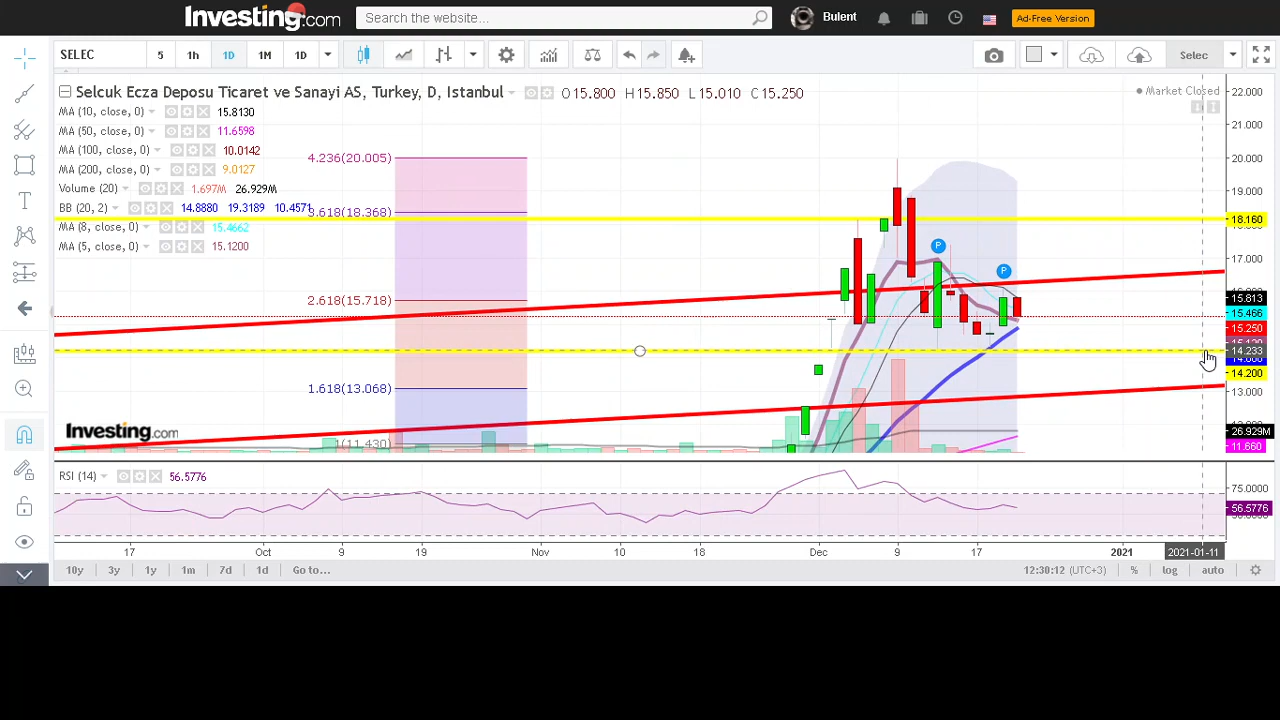 Investing.com
Search the website...
Bulent
Ad-Free Version
SELEC 5 1h 1D 1M 1D Selec
Selcuk Ecza Deposu Ticaret ve Sanayi AS, Turkey, D, Istanbul O15.800 H15.850 L15.010 C15.250
Market Closed
MA (10, close, 0) 15.8130
MA (50, close, 0) 11.6598
MA (100, close, 0) 10.0142
MA (200, close, 0) 9.0127
Volume (20) 1.697M 26.929M
BB (20, 2) 14.8880 19.3189 10.4571
MA (8, close, 0) 15.4662
MA (5, close, 0) 15.1200
4.236(20.005)
3.618(18.368)
2.618(15.718)
1.618(13.068)
1(11.430)
P
P
22.000
21.000
20.000
19.000
18.160
17.000
15.813
15.466
15.250
14.233
14.200
13.000
26.929M
11.660
Investing.com
RSI (14) 56.5776
75.0000
56.5776
17 Oct 9 19 Nov 10 18 Dec 9 17 2021 2021-01-11
10y 3y 1y 1m 7d 1d Go to... 12:30:12 (UTC+3) % log auto